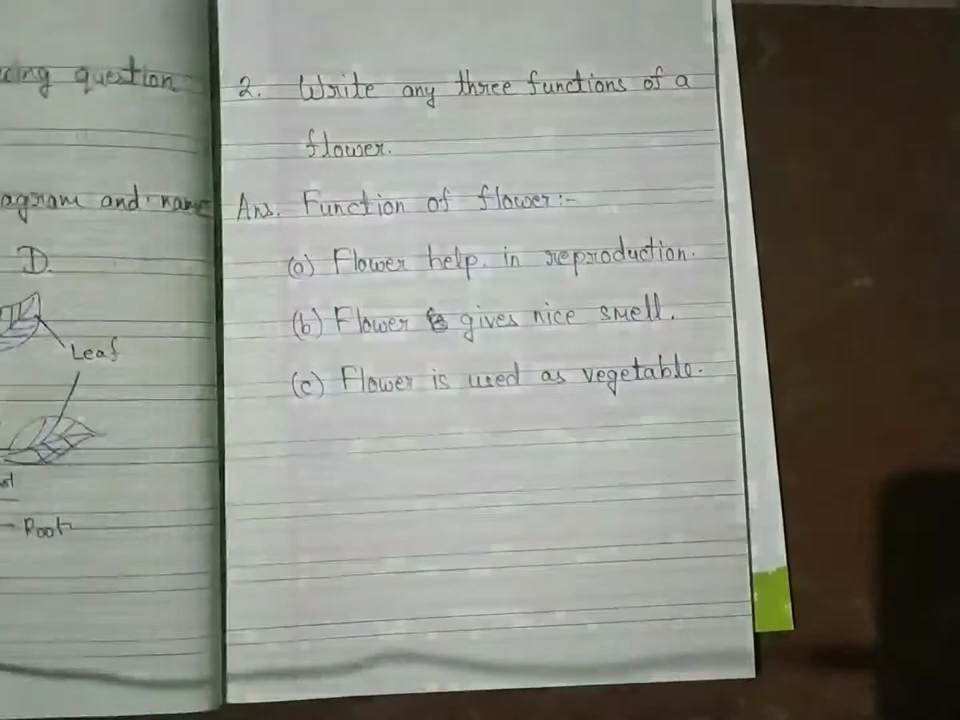 question
and name
D.
Leaf
Root
2. Write any three functions of a
flower.
Ans. Function of flower:-
(a) Flower help. in reproduction.
(b) Flower gives nice smell.
(c) Flower is used as vegetable.